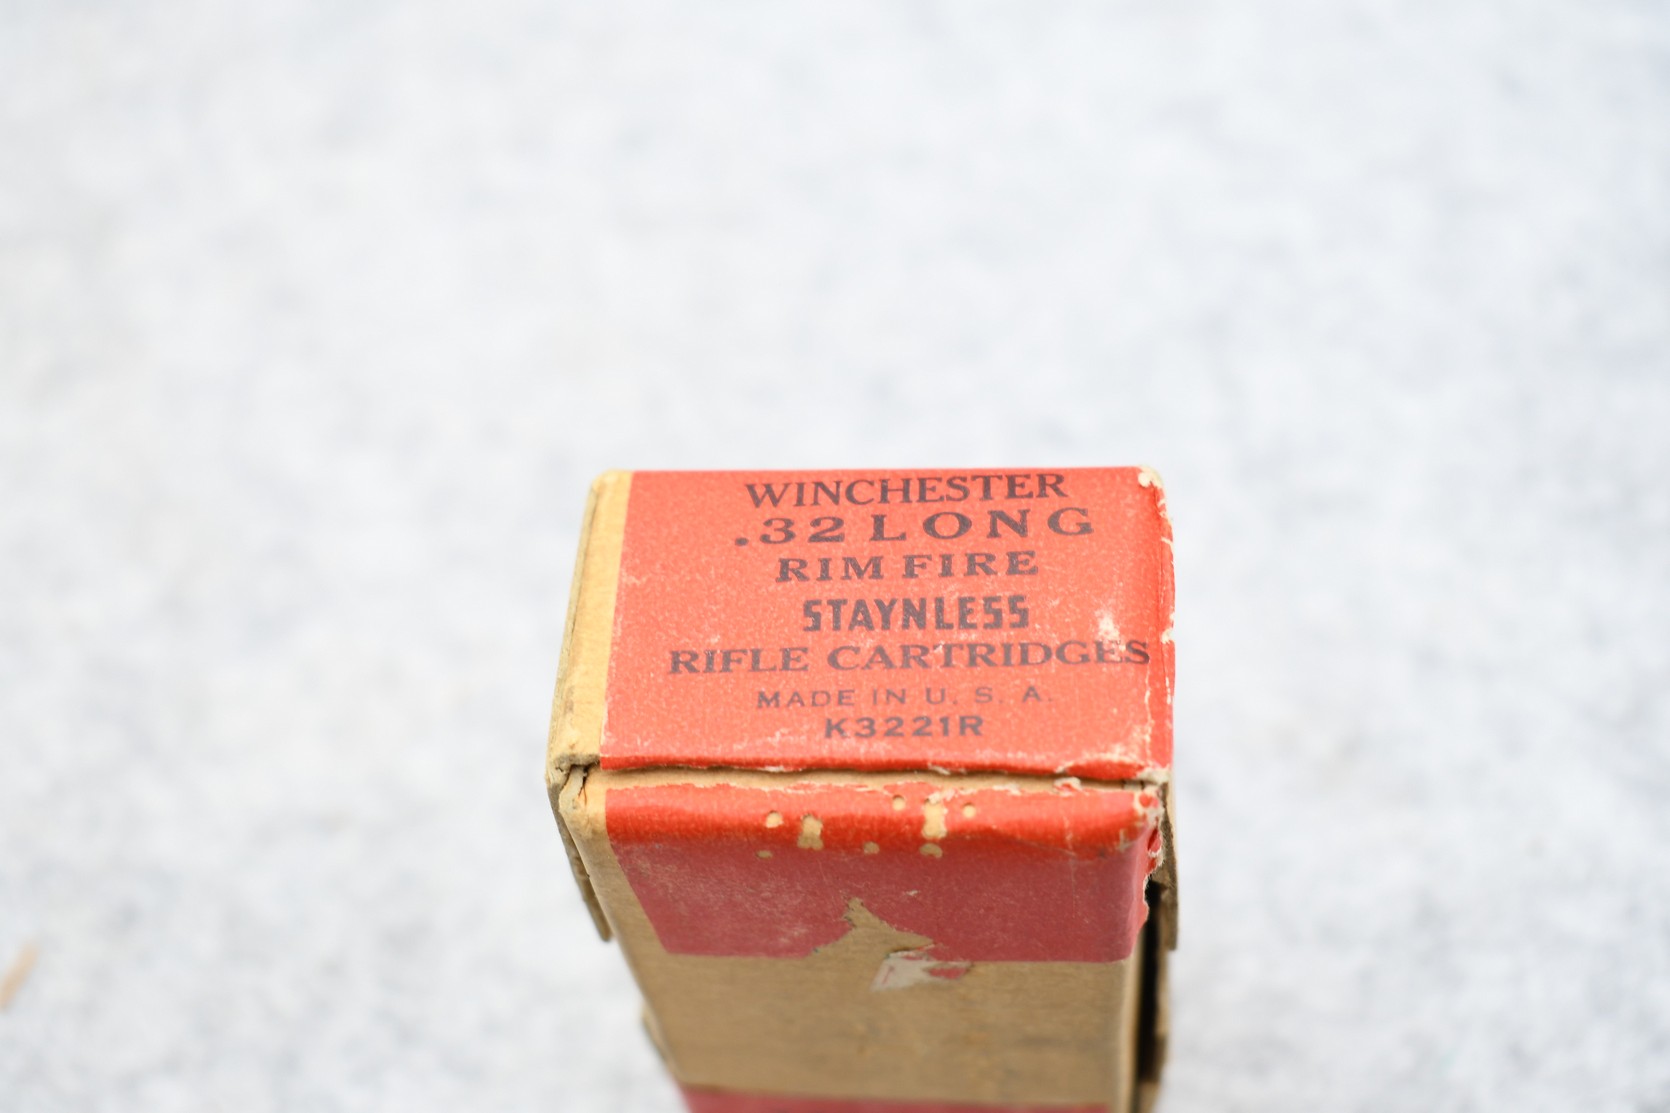 WINCHESTER
.32 LONG
RIM FIRE
STAYNLESS
RIFLE CARTRIDGES
MADE IN U. S. A.
K3221R